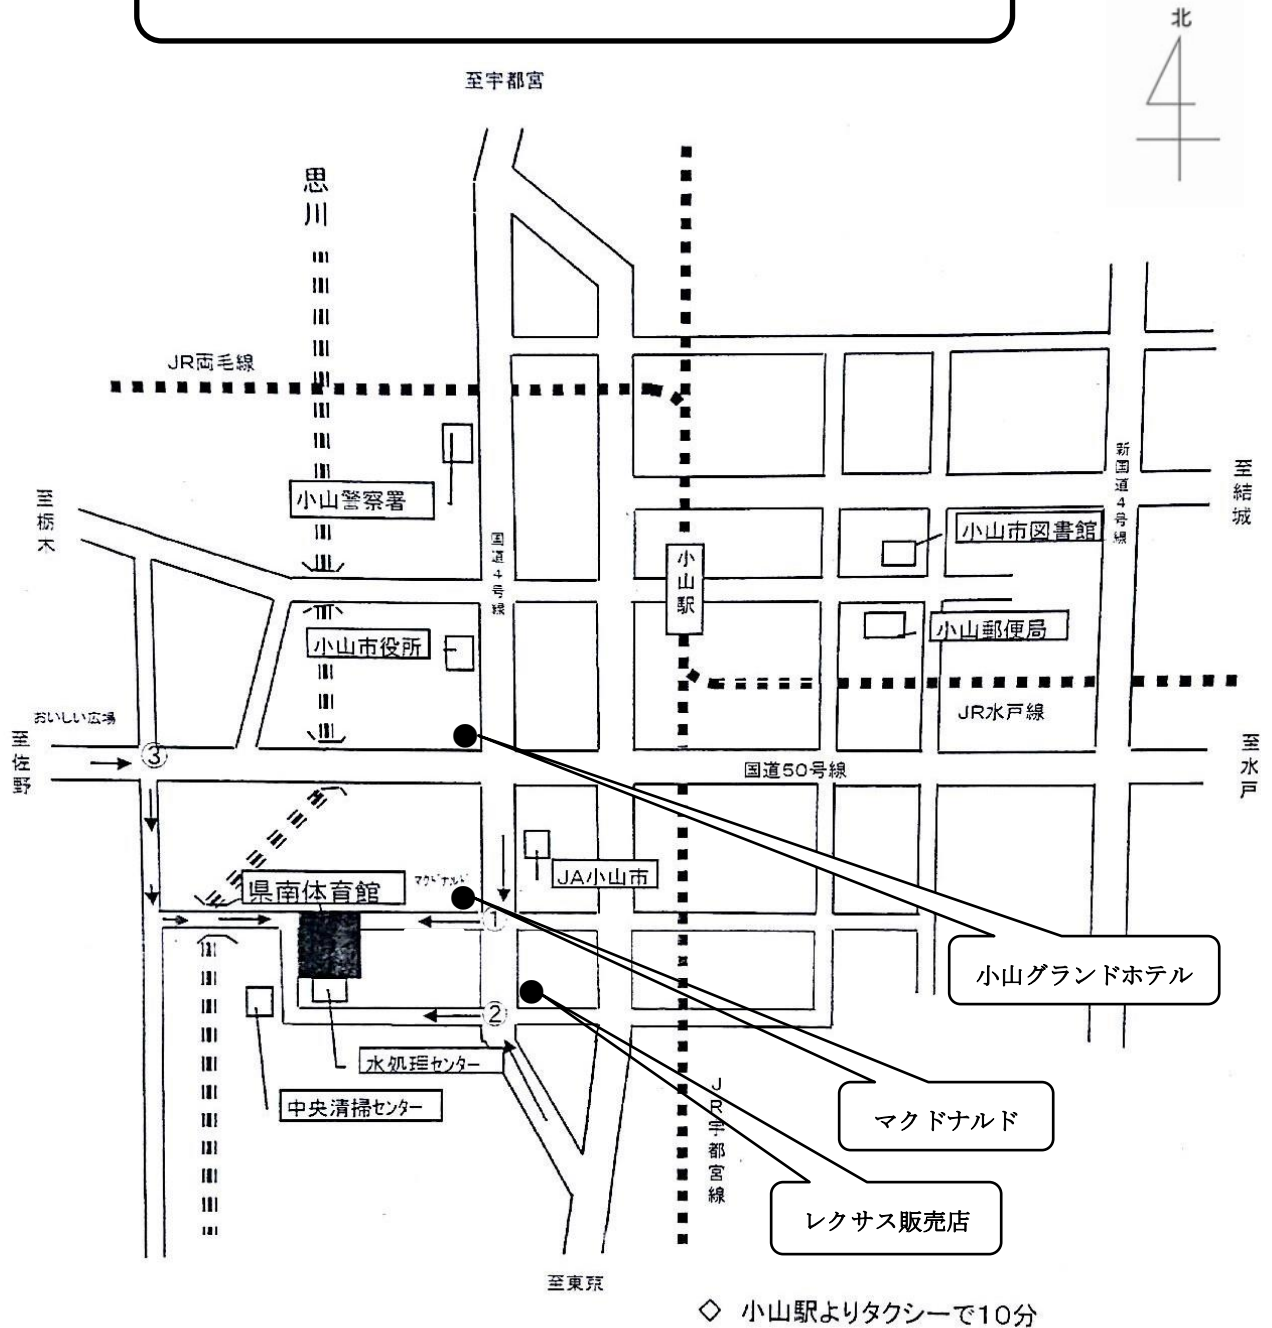 北
至宇都宮
思川
JR両毛線
小山警察署
至栃木
国道4号線
小山駅
新国道4号線
至結城
小山市図書館
小山市役所
小山郵便局
おいしい広場
JR水戸線
至佐野
③
国道50号線
至水戸
JA小山市
県南体育館
マクドナルド
①
小山グランドホテル
②
水処理センター
中央清掃センター
JR宇都宮線
マクドナルド
レクサス販売店
至東京
◇ 小山駅よりタクシーで10分